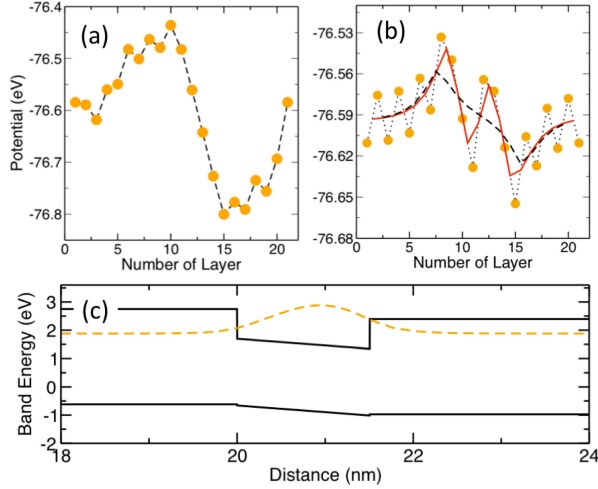 (a)
Potential (eV)
-76.4
-76.5
-76.6
-76.7
-76.8
0 5 10 15 20
Number of Layer
(b)
-76.53
-76.56
-76.59
-76.62
-76.65
-76.68
0 5 10 15 20
Number of Layer
(c)
Band Energy (eV)
3
2
1
0
-1
-2
18 20 22 24
Distance (nm)